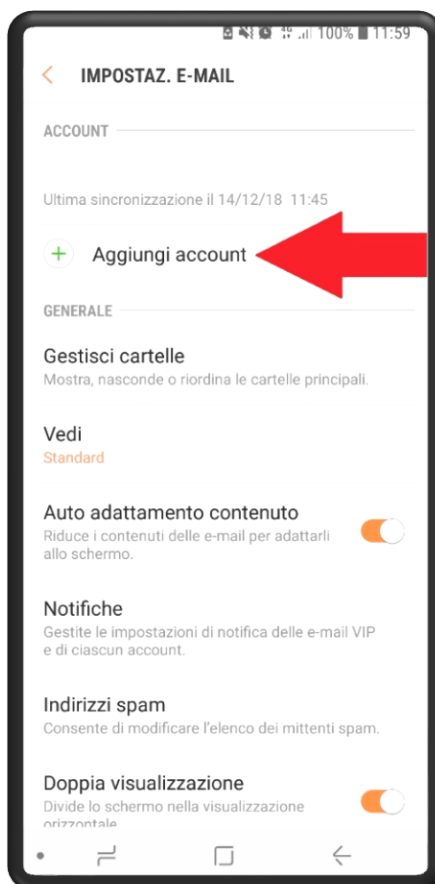 4G 100% 11:59
IMPOSTAZ. E-MAIL
ACCOUNT
Ultima sincronizzazione il 14/12/18 11:45
Aggiungi account
GENERALE
Gestisci cartelle
Mostra, nasconde o riordina le cartelle principali.
Vedi
Standard
Auto adattamento contenuto
Riduce i contenuti delle e-mail per adattarli
allo schermo.
Notifiche
Gestite le impostazioni di notifica delle e-mail VIP
e di ciascun account.
Indirizzi spam
Consente di modificare l'elenco dei mittenti spam.
Doppia visualizzazione
Divide lo schermo nella visualizzazione
orizzontale